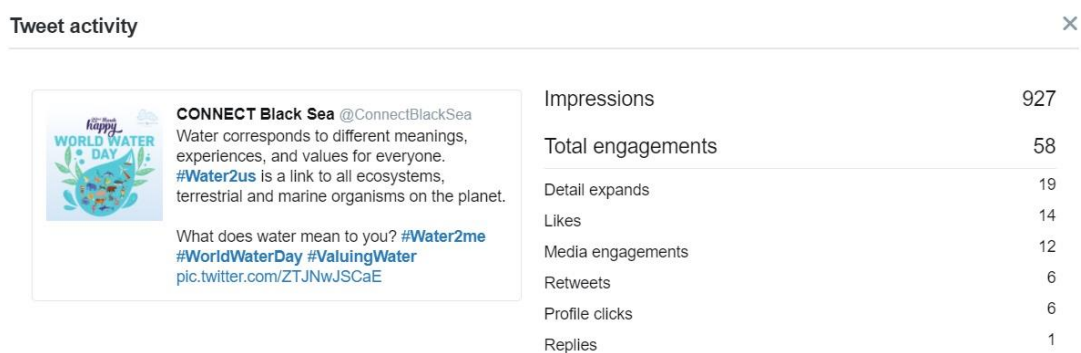 Tweet activity
CONNECT Black Sea @ConnectBlackSea
Water corresponds to different meanings,
experiences, and values for everyone.
#Water2us is a link to all ecosystems,
terrestrial and marine organisms on the planet.
What does water mean to you? #Water2me
#WorldWaterDay #ValuingWater
pic.twitter.com/ZTJNwJSCaE
happy
WORLD WATER
DAY
Impressions 927
Total engagements 58
Detail expands 19
Likes 14
Media engagements 12
Retweets 6
Profile clicks 6
Replies 1